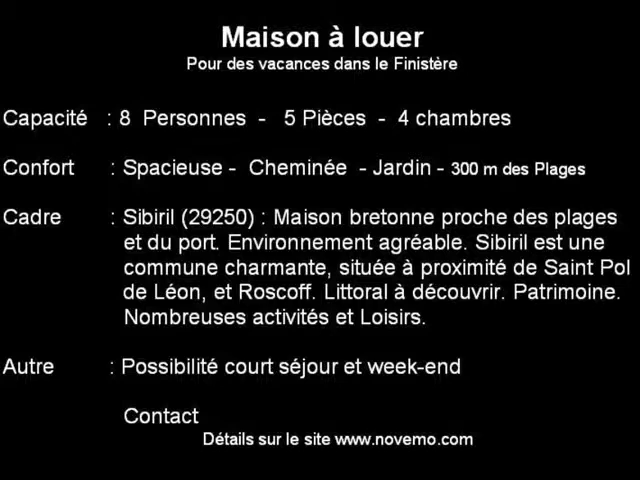 Maison à louer
Pour des vacances dans le Finistère
Capacité : 8 Personnes - 5 Pièces - 4 chambres
Confort : Spacieuse - Cheminée - Jardin - 300 m des Plages
Cadre : Sibiril (29250) : Maison bretonne proche des plages
et du port. Environnement agréable. Sibiril est une
commune charmante, située à proximité de Saint Pol
de Léon, et Roscoff. Littoral à découvrir. Patrimoine.
Nombreuses activités et Loisirs.
Autre : Possibilité court séjour et week-end
Contact
Détails sur le site www.novemo.com